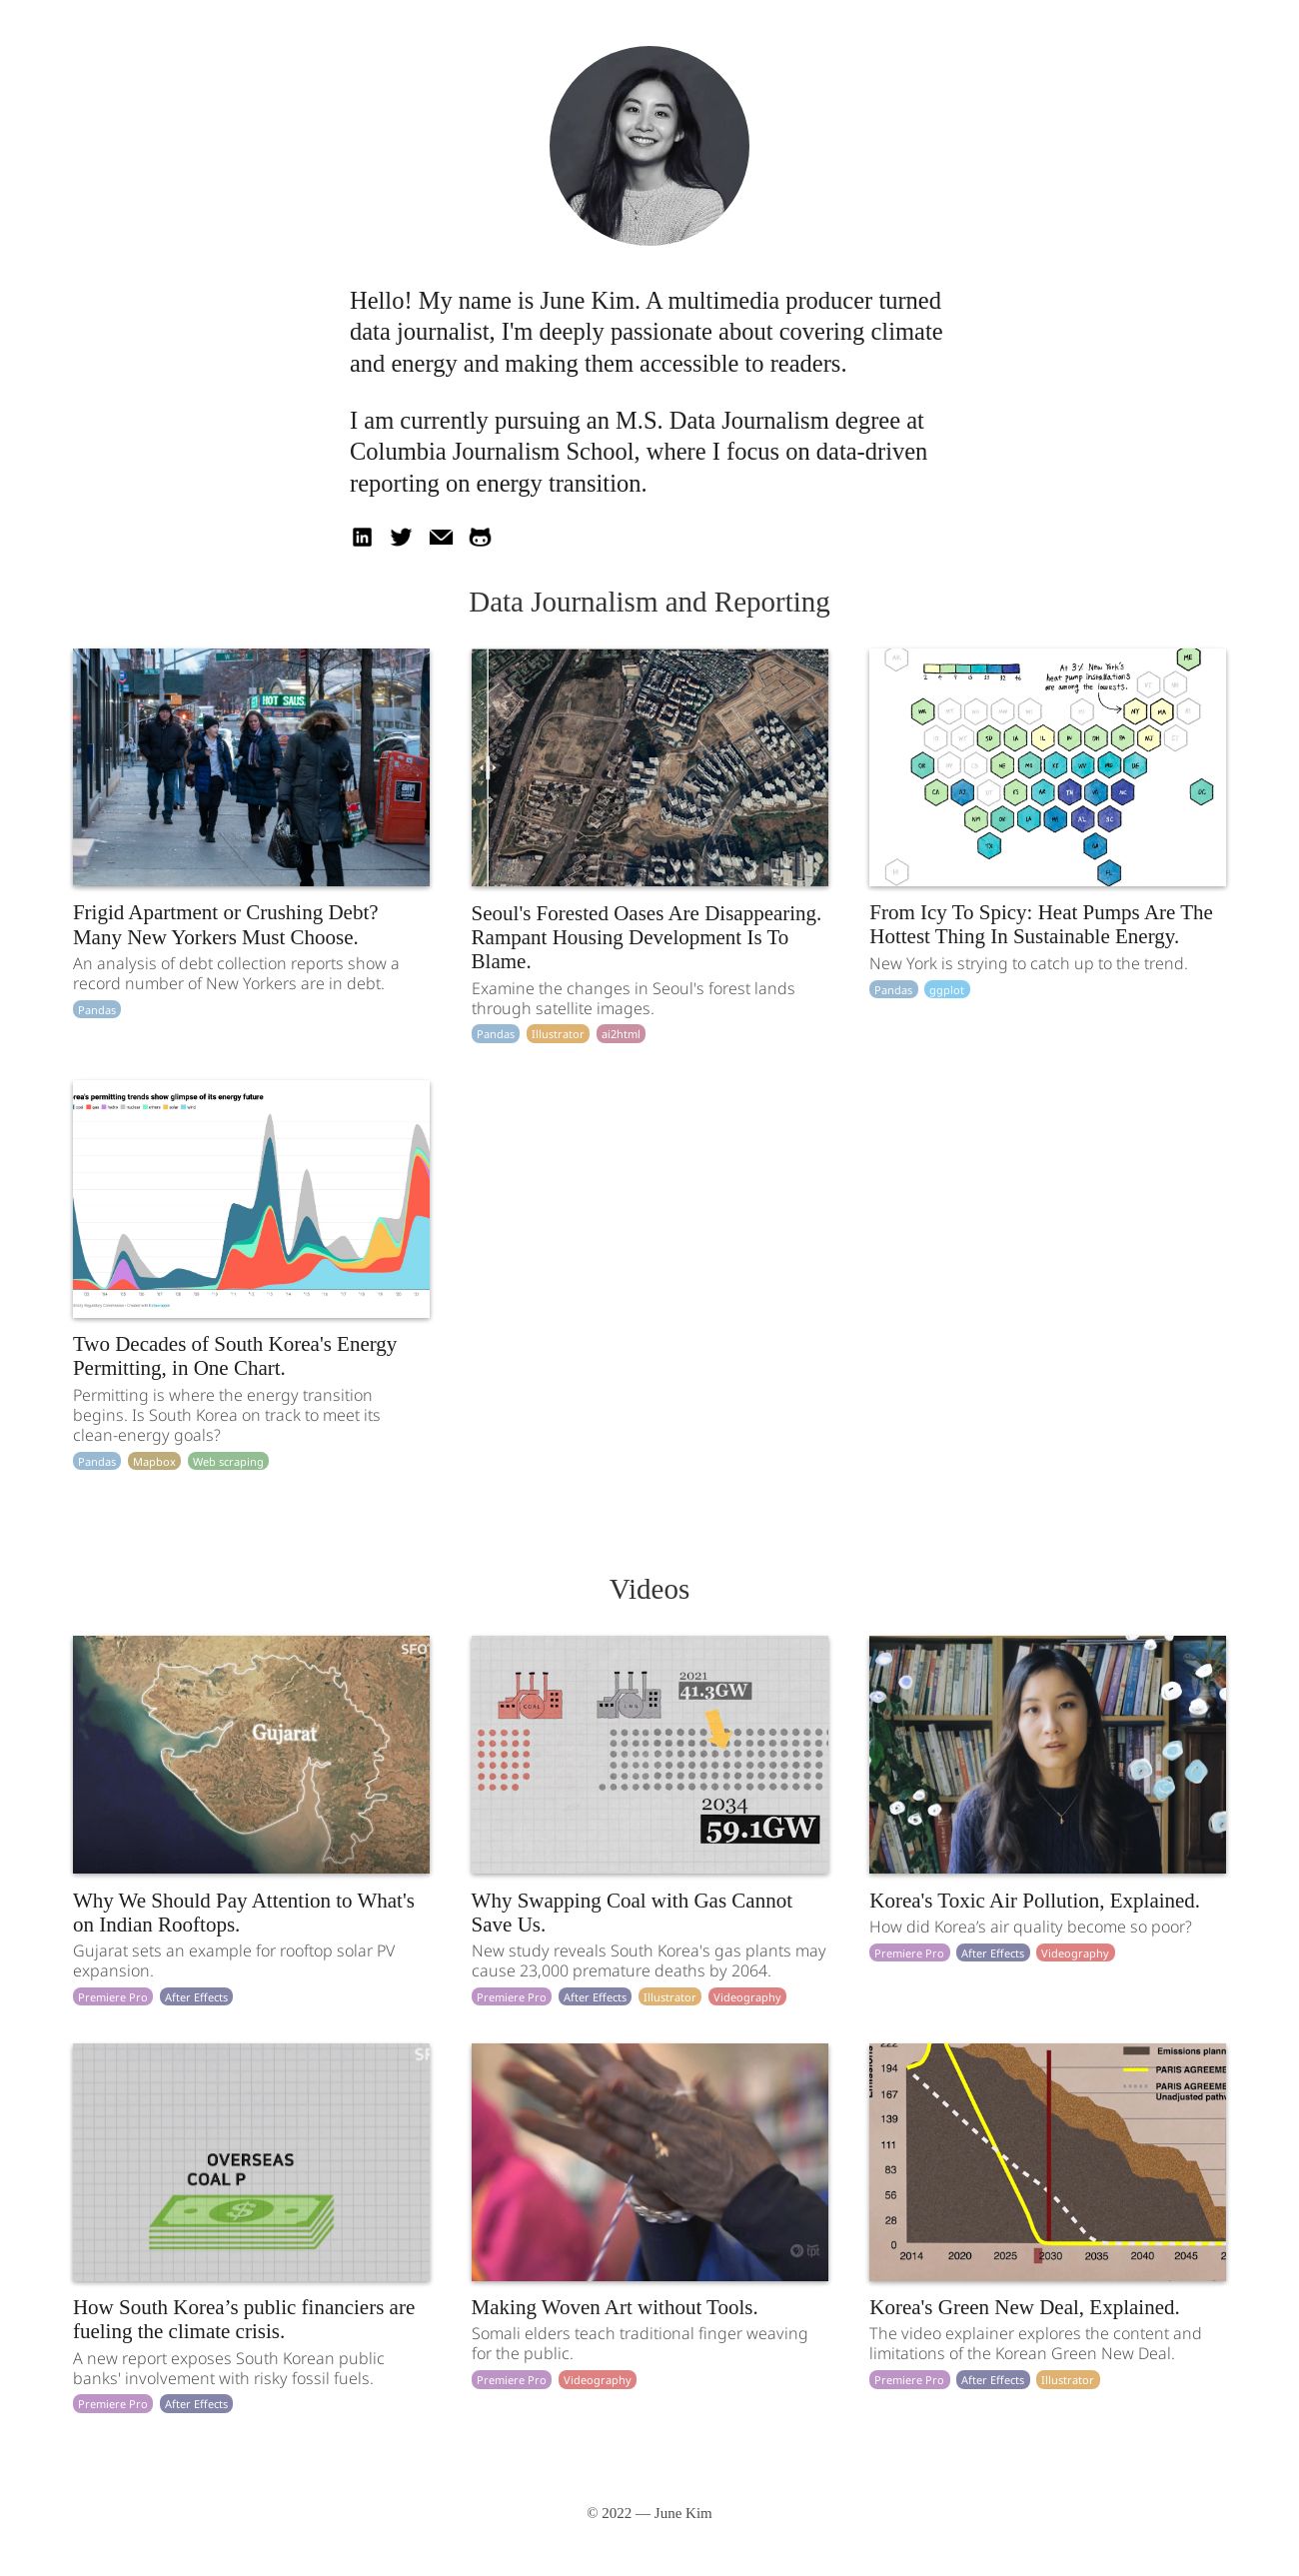 Hello! My name is June Kim. A multimedia producer turned
data journalist, I'm deeply passionate about covering climate
and energy and making them accessible to readers.
I am currently pursuing an M.S. Data Journalism degree at
Columbia Journalism School, where I focus on data-driven
reporting on energy transition.
in
Data Journalism and Reporting
HOT SAUS
At 3% New York's
heat pump installations
are among the lowests.
ME
NY
MA
Frigid Apartment or Crushing Debt?
Many New Yorkers Must Choose.
An analysis of debt collection reports show a
record number of New Yorkers are in debt.
Pandas
Seoul's Forested Oases Are Disappearing.
Rampant Housing Development Is To
Blame.
Examine the changes in Seoul's forest lands
through satellite images.
Pandas Illustrator ai2html
From Icy To Spicy: Heat Pumps Are The
Hottest Thing In Sustainable Energy.
New York is strying to catch up to the trend.
Pandas ggplot
rea's permitting trends show glimpse of its energy future
Two Decades of South Korea's Energy
Permitting, in One Chart.
Permitting is where the energy transition
begins. Is South Korea on track to meet its
clean-energy goals?
Pandas Mapbox Web scraping
Videos
SFO
Gujarat
COAL
2021
41.3GW
2034
59.1GW
Why We Should Pay Attention to What's
on Indian Rooftops.
Gujarat sets an example for rooftop solar PV
expansion.
Premiere Pro After Effects
Why Swapping Coal with Gas Cannot
Save Us.
New study reveals South Korea's gas plants may
cause 23,000 premature deaths by 2064.
Premiere Pro After Effects Illustrator Videography
Korea's Toxic Air Pollution, Explained.
How did Korea’s air quality become so poor?
Premiere Pro After Effects Videography
SF
OVERSEAS
COAL P
$
tpt
Emissions
Emissions plann
PARIS AGREEME
PARIS AGREEME
Unadjusted pathw
222
194
167
139
111
83
56
28
0
2014 2020 2025 2030 2035 2040 2045 2
How South Korea’s public financiers are
fueling the climate crisis.
A new report exposes South Korean public
banks' involvement with risky fossil fuels.
Premiere Pro After Effects
Making Woven Art without Tools.
Somali elders teach traditional finger weaving
for the public.
Premiere Pro Videography
Korea's Green New Deal, Explained.
The video explainer explores the content and
limitations of the Korean Green New Deal.
Premiere Pro After Effects Illustrator
© 2022 — June Kim